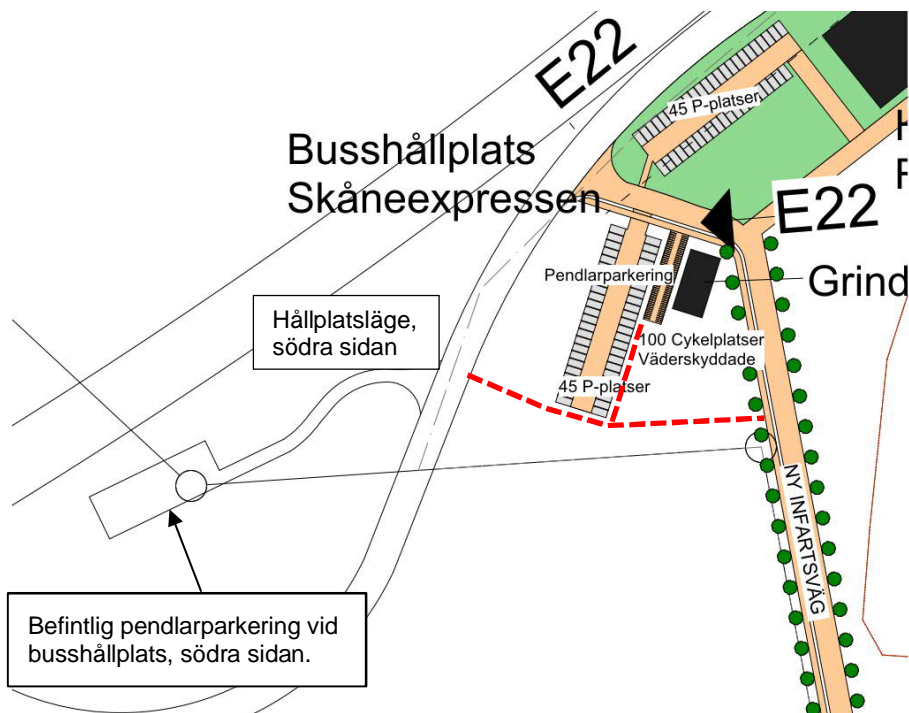 E22
45 P-platser
Busshållplats
Skåneexpressen
H
F
E22
Pendlarparkering
Grind
Hållplatsläge,
södra sidan
100 Cykelplatser
Väderskyddade
45 P-platser
NY INFARTSVÄG
Befintlig pendlarparkering vid
busshållplats, södra sidan.